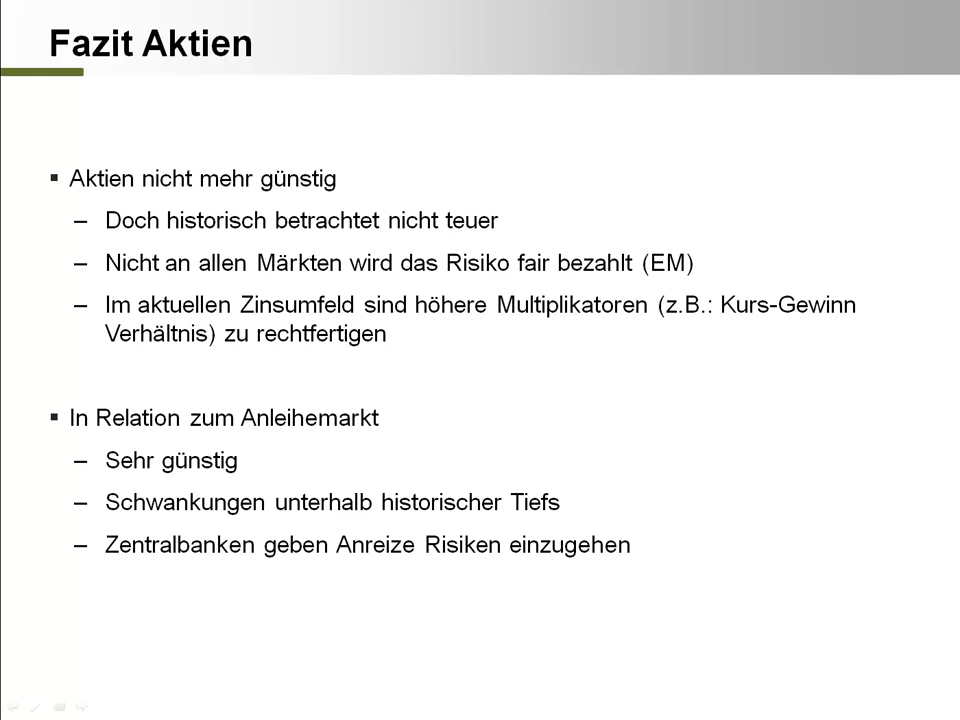 Fazit Aktien
▪ Aktien nicht mehr günstig
– Doch historisch betrachtet nicht teuer
– Nicht an allen Märkten wird das Risiko fair bezahlt (EM)
– Im aktuellen Zinsumfeld sind höhere Multiplikatoren (z.B.: Kurs-Gewinn
Verhältnis) zu rechtfertigen
▪ In Relation zum Anleihemarkt
– Sehr günstig
– Schwankungen unterhalb historischer Tiefs
– Zentralbanken geben Anreize Risiken einzugehen